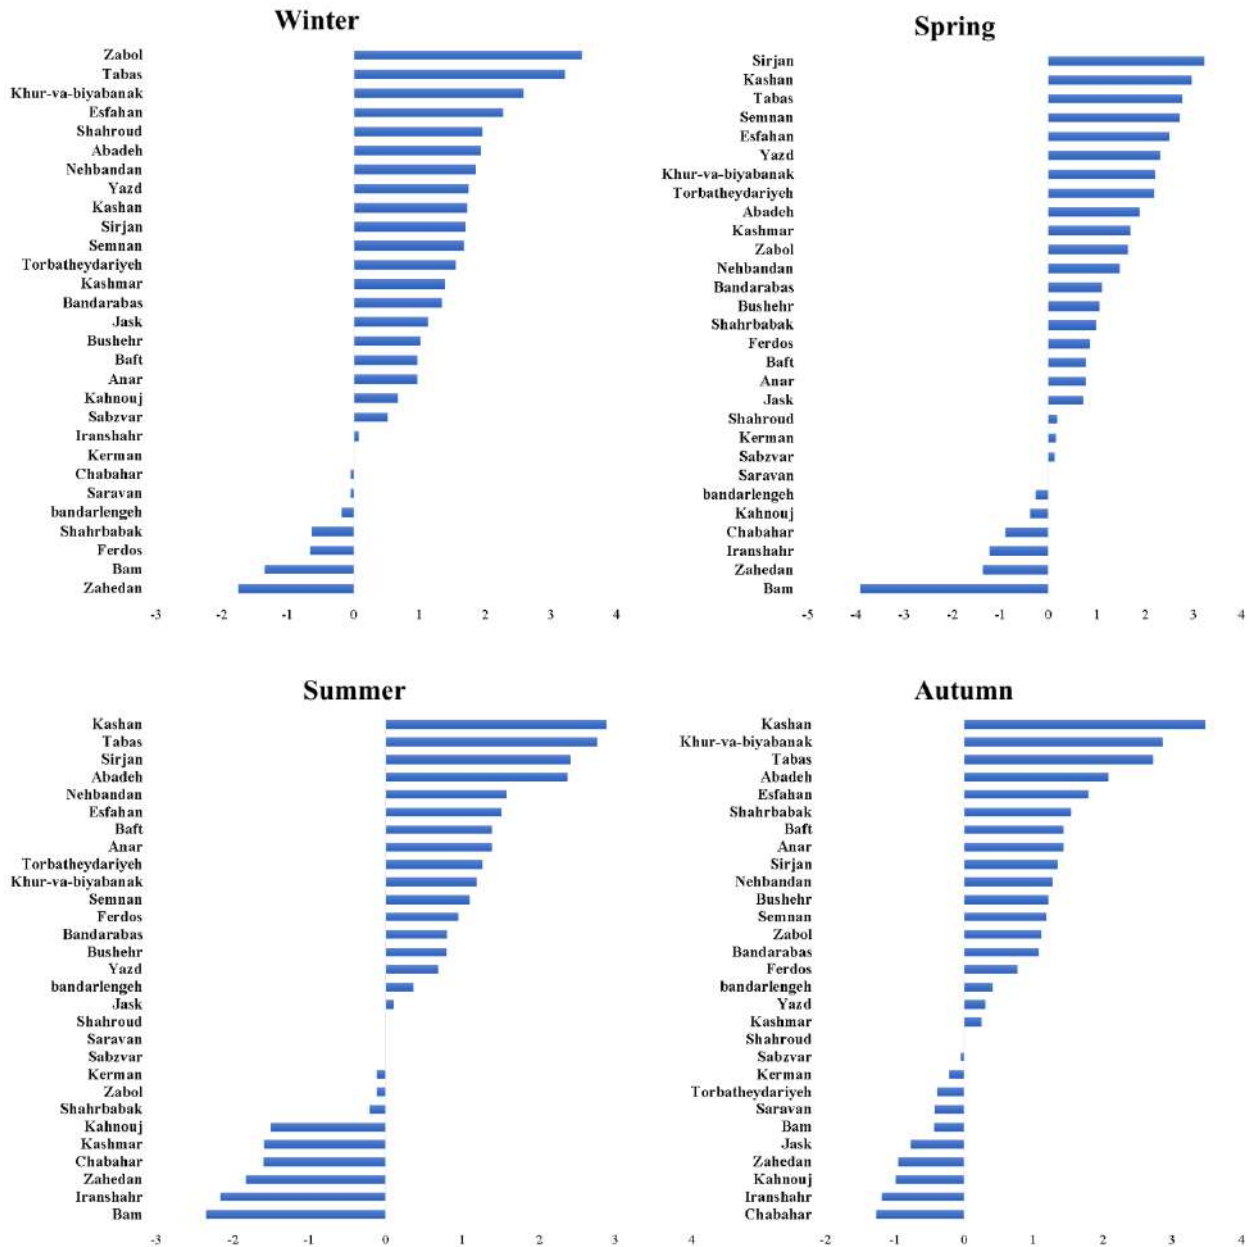 Winter
Zabol
Tabas
Khur-va-biyabanak
Esfahan
Shahroud
Abadeh
Nehbandan
Yazd
Kashan
Sirjan
Semnan
Torbatheydariyeh
Kashmar
Bandarabas
Jask
Bushehr
Baft
Anar
Kahnouj
Sabzvar
Iranshahr
Kerman
Chabahar
Saravan
bandarlengeh
Shahrbabak
Ferdos
Bam
Zahedan
-3 -2 -1 0 1 2 3 4
Spring
Sirjan
Kashan
Tabas
Semnan
Esfahan
Yazd
Khur-va-biyabanak
Torbatheydariyeh
Abadeh
Kashmar
Zabol
Nehbandan
Bandarabas
Bushehr
Shahrbabak
Ferdos
Baft
Anar
Jask
Shahroud
Kerman
Sabzvar
Saravan
bandarlengeh
Kahnouj
Chabahar
Iranshahr
Zahedan
Bam
-5 -4 -3 -2 -1 0 1 2 3 4
Summer
Kashan
Tabas
Sirjan
Abadeh
Nehbandan
Esfahan
Baft
Anar
Torbatheydariyeh
Khur-va-biyabanak
Semnan
Ferdos
Bandarabas
Bushehr
Yazd
bandarlengeh
Jask
Shahroud
Saravan
Sabzvar
Kerman
Zabol
Shahrbabak
Kahnouj
Kashmar
Chabahar
Zahedan
Iranshahr
Bam
-3 -2 -1 0 1 2 3 4
Autumn
Kashan
Khur-va-biyabanak
Tabas
Abadeh
Esfahan
Shahrbabak
Baft
Anar
Sirjan
Nehbandan
Bushehr
Semnan
Zabol
Bandarabas
Ferdos
bandarlengeh
Yazd
Kashmar
Shahroud
Sabzvar
Kerman
Torbatheydariyeh
Saravan
Bam
Jask
Zahedan
Kahnouj
Iranshahr
Chabahar
-2 -1 0 1 2 3 4